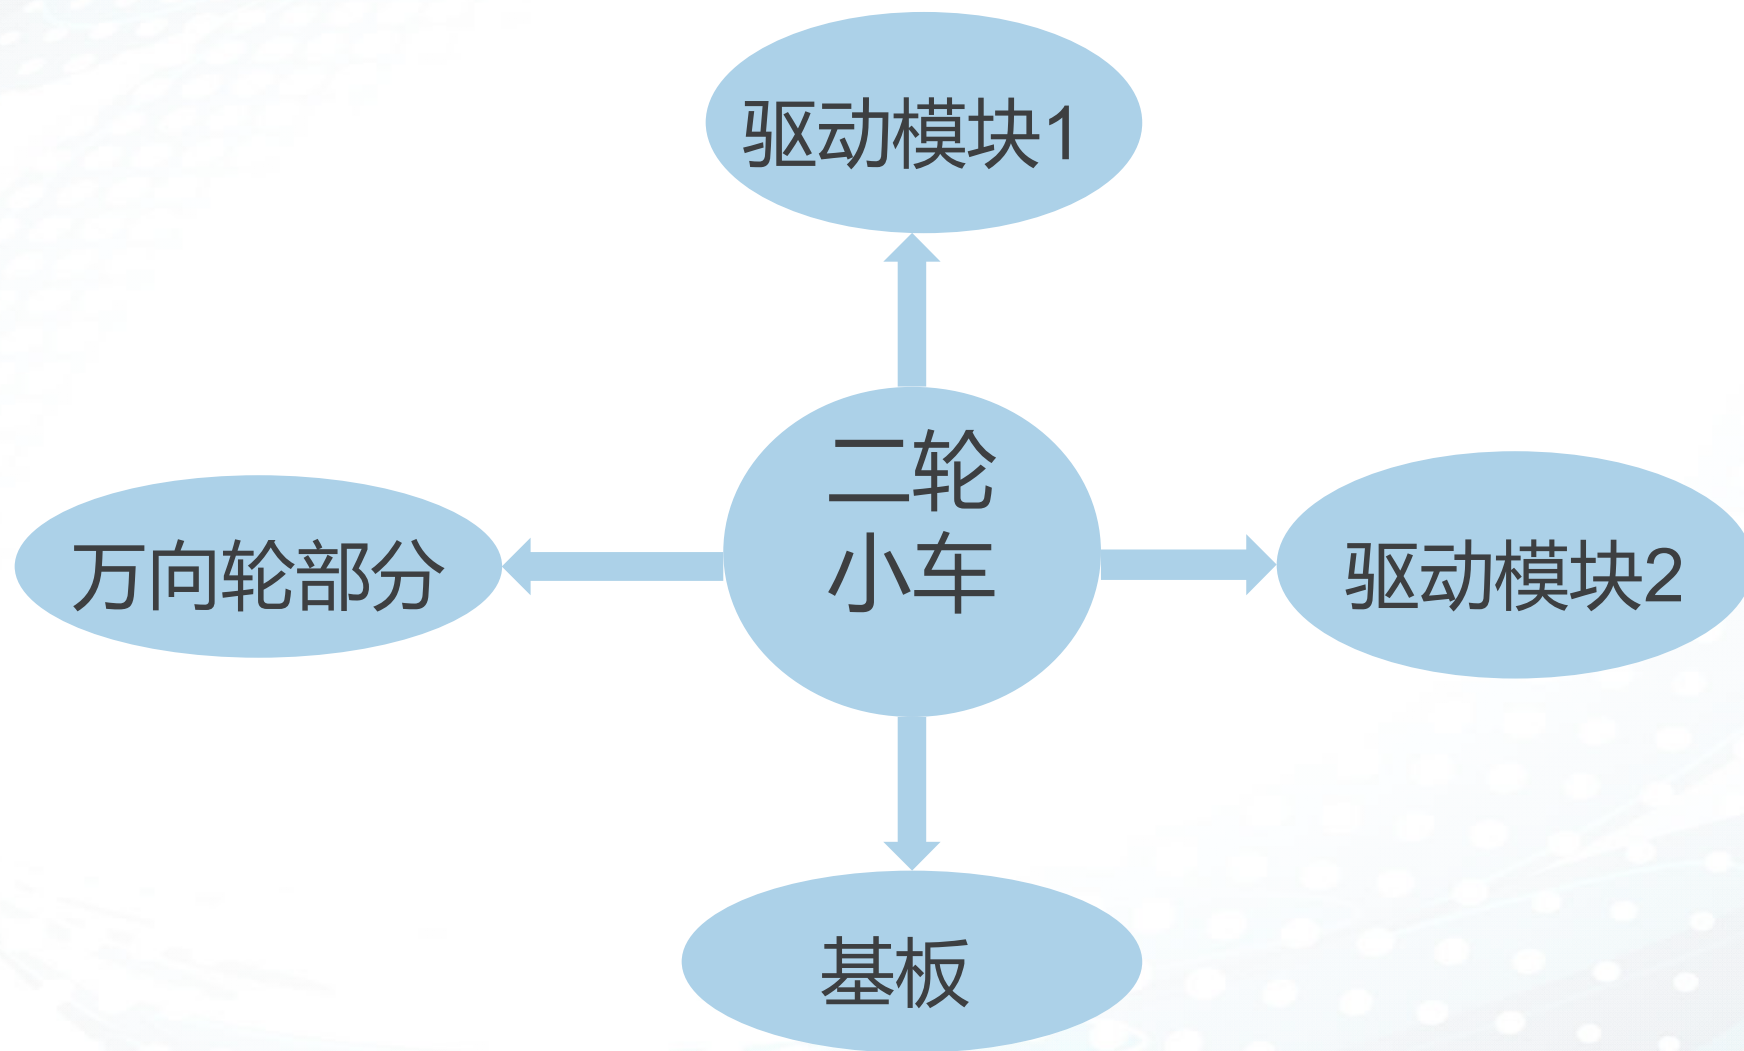 驱动模块1
二轮
小车
万向轮部分
驱动模块2
基板